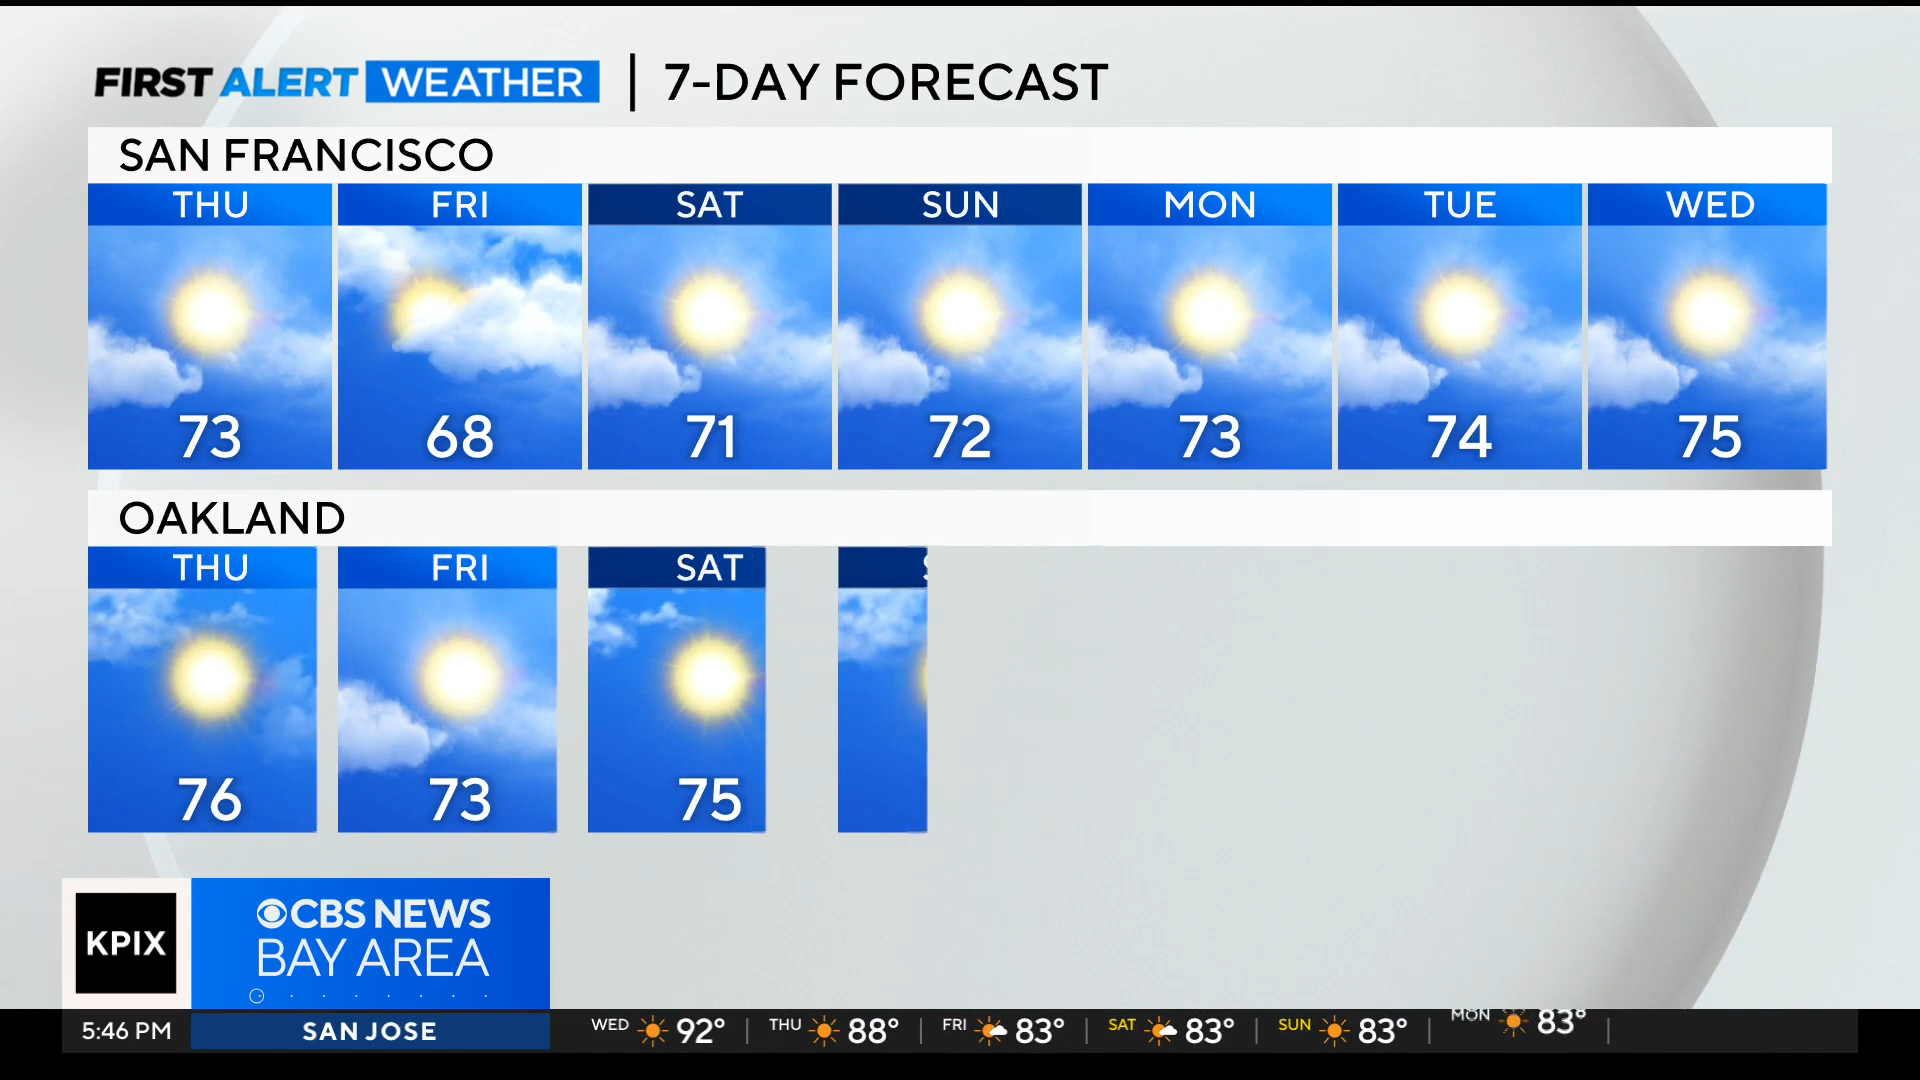 FIRST ALERT WEATHER | 7-DAY FORECAST
SAN FRANCISCO
THU FRI SAT SUN MON TUE WED
73 68 71 72 73 74 75
OAKLAND
THU FRI SAT
76 73 75
KPIX
CBS NEWS
BAY AREA
5:46 PM SAN JOSE WED 92° THU 88° FRI 83° SAT 83° SUN 83° MON 83°